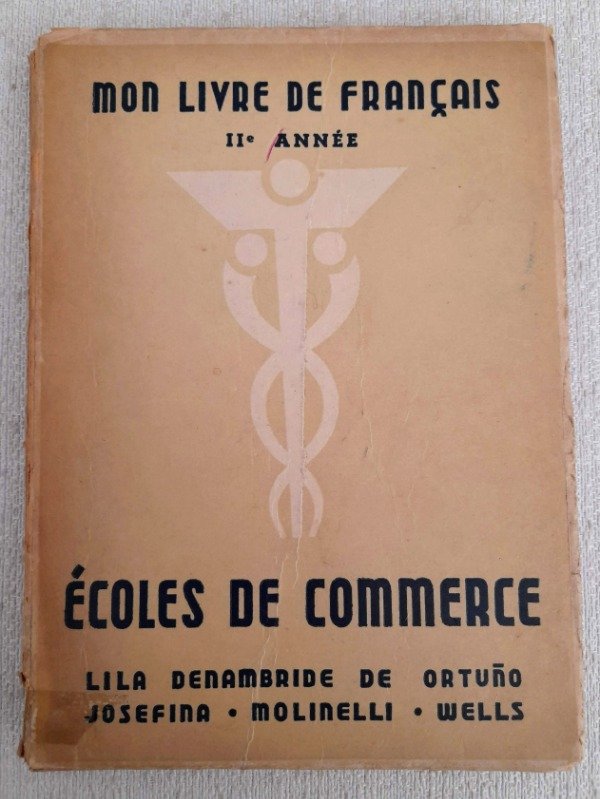 MON LIVRE DE FRANÇAIS
IIe ANNÉE
ÉCOLES DE COMMERCE
LILA DENAMBRIDE DE ORTUÑO
JOSEFINA • MOLINELLI • WELLS